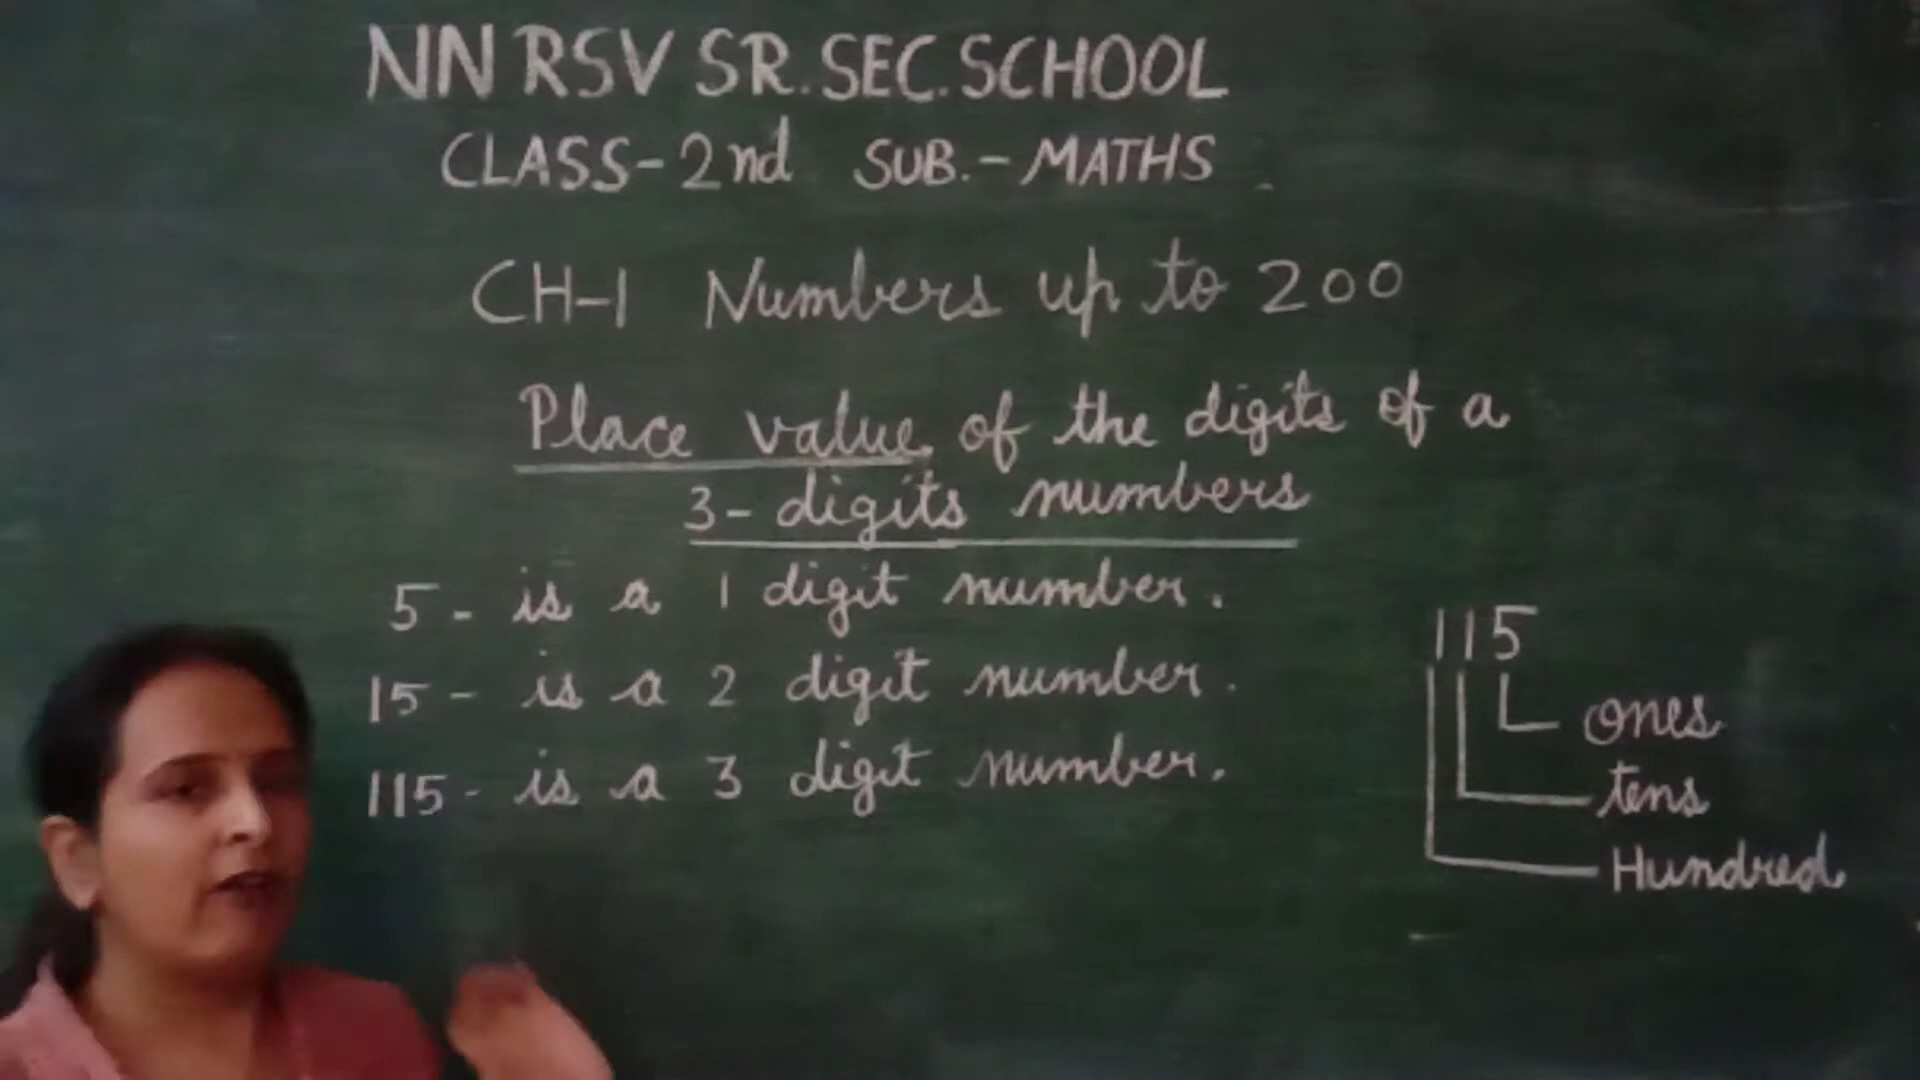 NN RSV SR. SEC. SCHOOL
CLASS-2nd SUB.-MATHS
CH-1 Numbers up to 200
Place value of the digits of a
3-digits numbers
5- is a 1 digit number.
15- is a 2 digit number.
115- is a 3 digit number.
115
ones
tens
Hundred